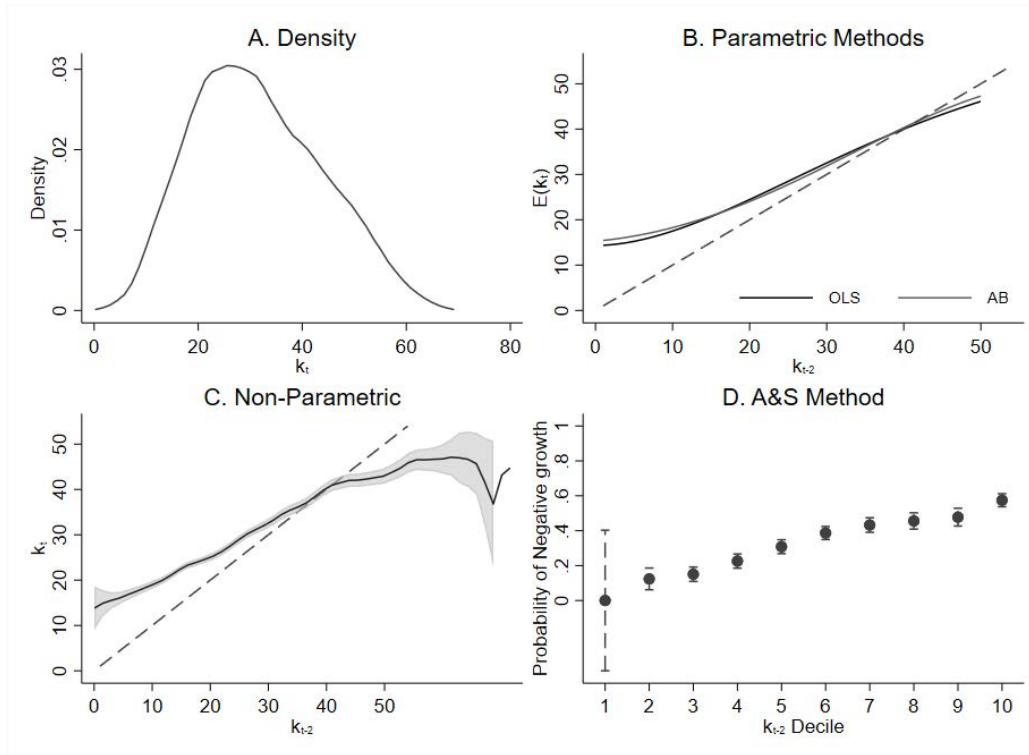 A. Density
Density
0 .01 .02 .03
0 20 40 60 80
kₜ
B. Parametric Methods
E(kₜ)
0 10 20 30 40 50
0 10 20 30 40 50
kₜ₋₂
OLS AB
C. Non-Parametric
kₜ
0 10 20 30 40 50
0 10 20 30 40 50
kₜ₋₂
D. A&S Method
Probability of Negative growth
0 .2 .4 .6 .8 1
1 2 3 4 5 6 7 8 9 10
kₜ₋₂ Decile